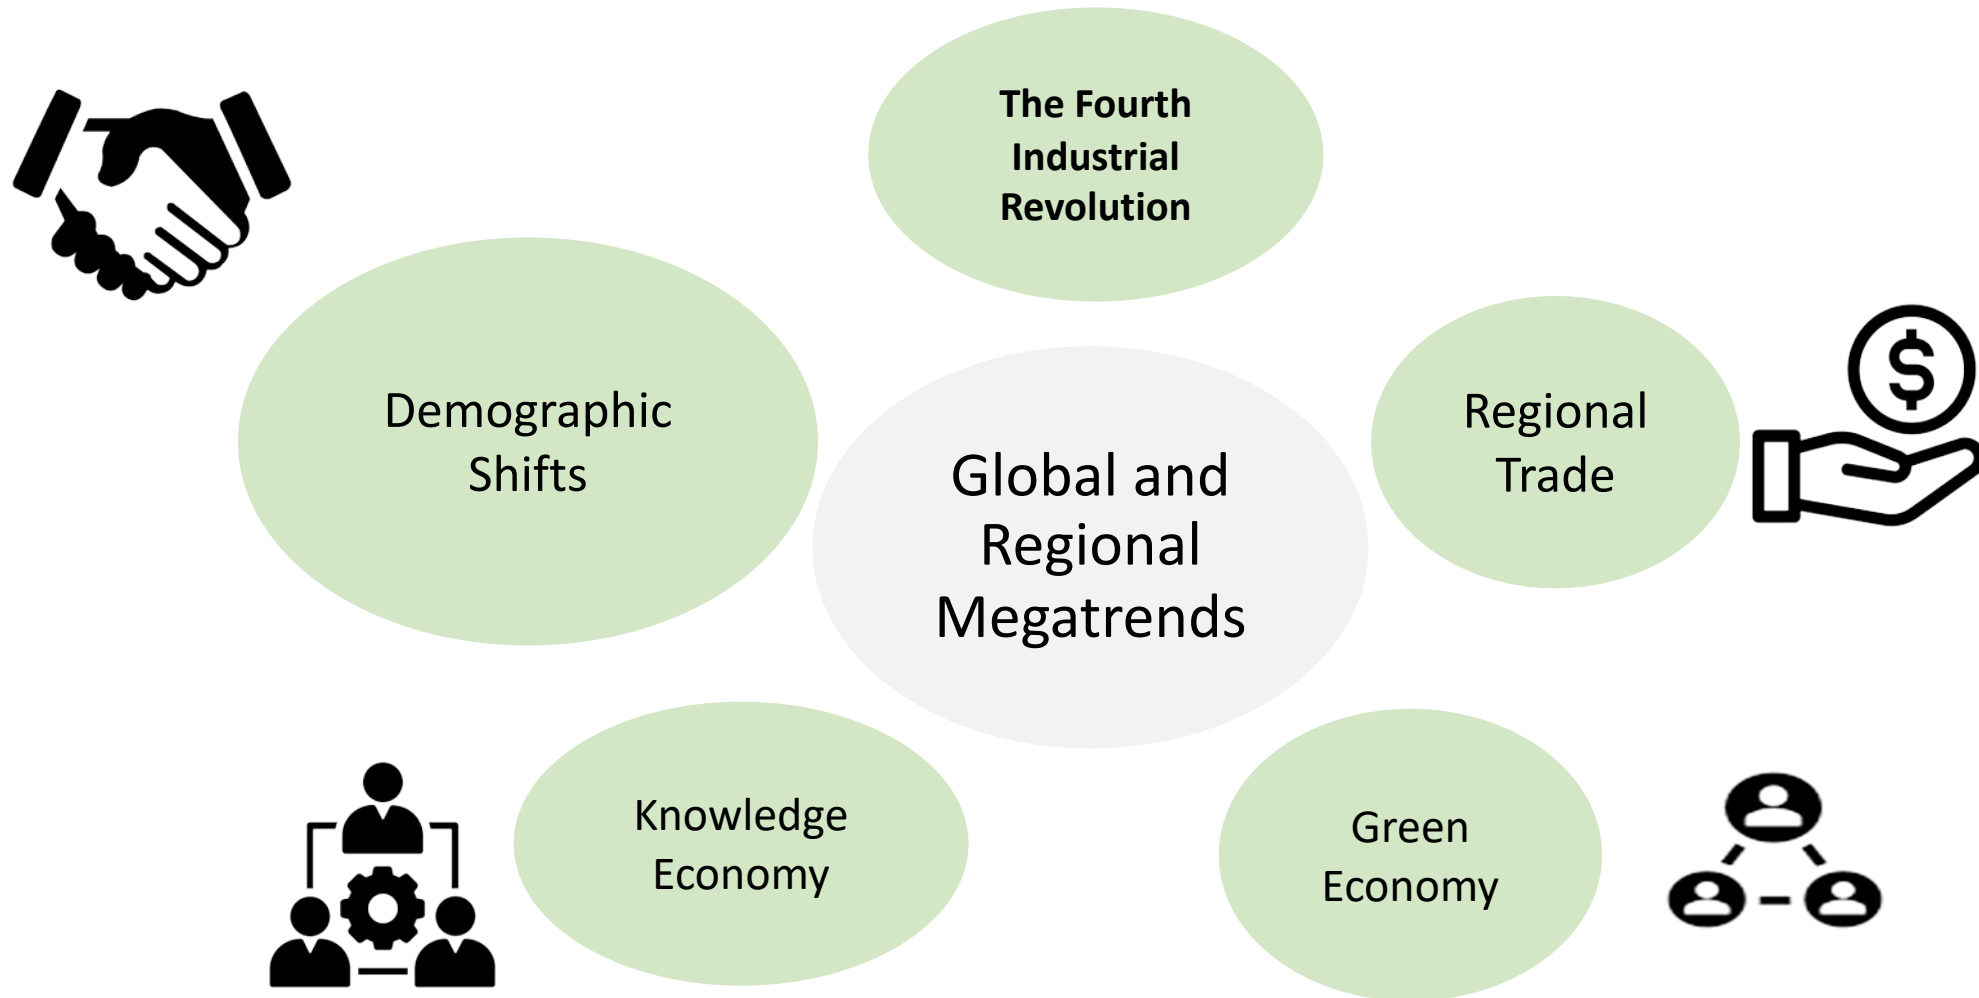 The Fourth
Industrial
Revolution
Demographic
Shifts
Regional
Trade
Global and
Regional
Megatrends
Knowledge
Economy
Green
Economy
$